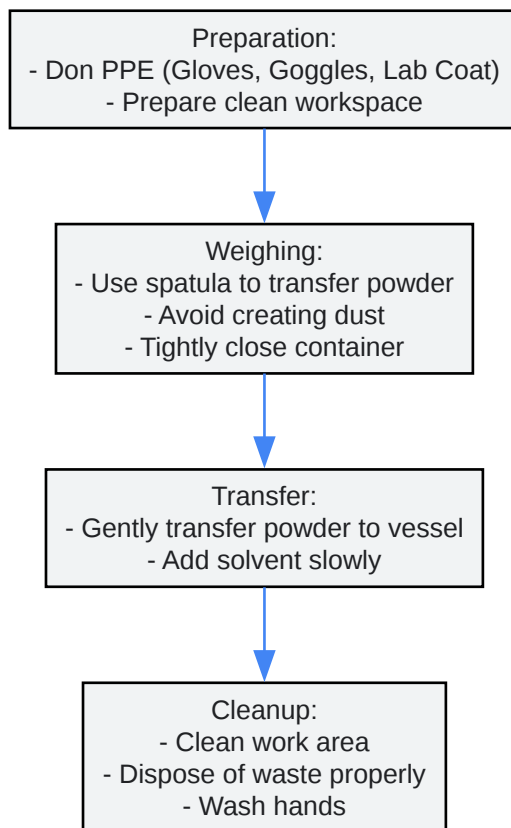 Preparation:
- Don PPE (Gloves, Goggles, Lab Coat)
- Prepare clean workspace
Weighing:
- Use spatula to transfer powder
- Avoid creating dust
- Tightly close container
Transfer:
- Gently transfer powder to vessel
- Add solvent slowly
Cleanup:
- Clean work area
- Dispose of waste properly
- Wash hands